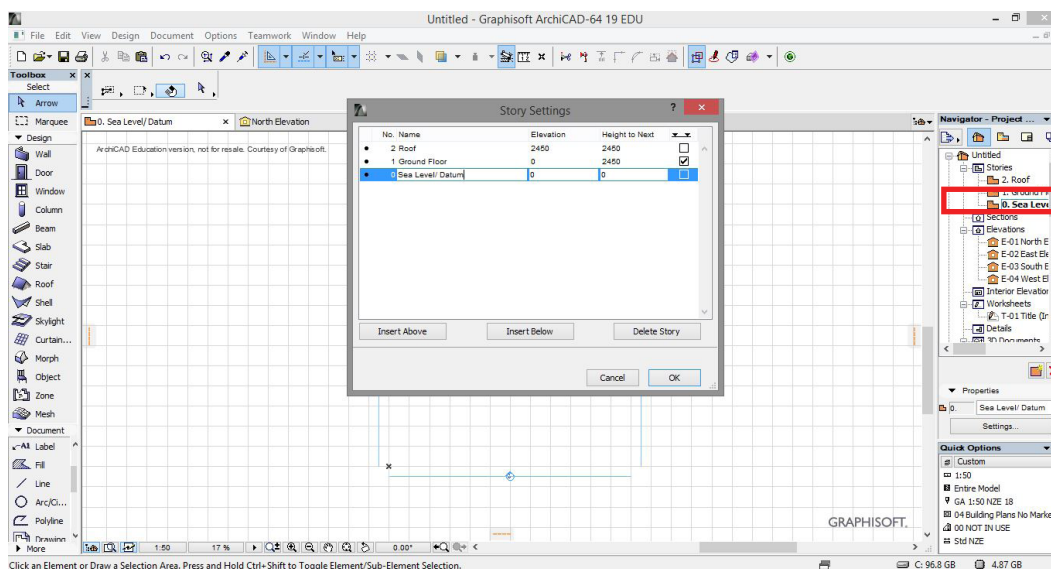 Untitled - Graphisoft ArchiCAD-64 19 EDU
File Edit View Design Document Options Teamwork Window Help
Toolbox
Select
Arrow
Marquee
Design
Wall
Door
Window
Column
Beam
Slab
Stair
Roof
Shell
Skylight
Curtain...
Morph
Object
Zone
Mesh
Document
A1 Label
Fill
Line
Arc/Ci...
Polyline
Drawing
More
0. Sea Level/ Datum
North Elevation
ArchiCAD Education version, not for resale. Courtesy of Graphisoft.
Story Settings
No. Name Elevation Height to Next
2 Roof 2450 2450
1 Ground Floor 0 2450
0 Sea Level/ Datum 0 0
Insert Above Insert Below Delete Story
Cancel OK
GRAPHISOFT.
1:50 17 % 0.00°
Navigator - Project ...
Untitled
Stories
2. Roof
1. Ground Fl
0. Sea Leve
Sections
Elevations
E-01 North E
E-02 East Ele
E-03 South E
E-04 West El
Interior Elevation
Worksheets
T-01 Title (Ir
Details
3D Documents
Properties
0. Sea Level/ Datum
Settings...
Quick Options
Custom
1:50
Entire Model
GA 1:50 NZE 18
04 Building Plans No Marke
00 NOT IN USE
Std NZE
Click an Element or Draw a Selection Area. Press and Hold Ctrl+Shift to Toggle Element/Sub-Element Selection.
C: 96.8 GB 4.87 GB